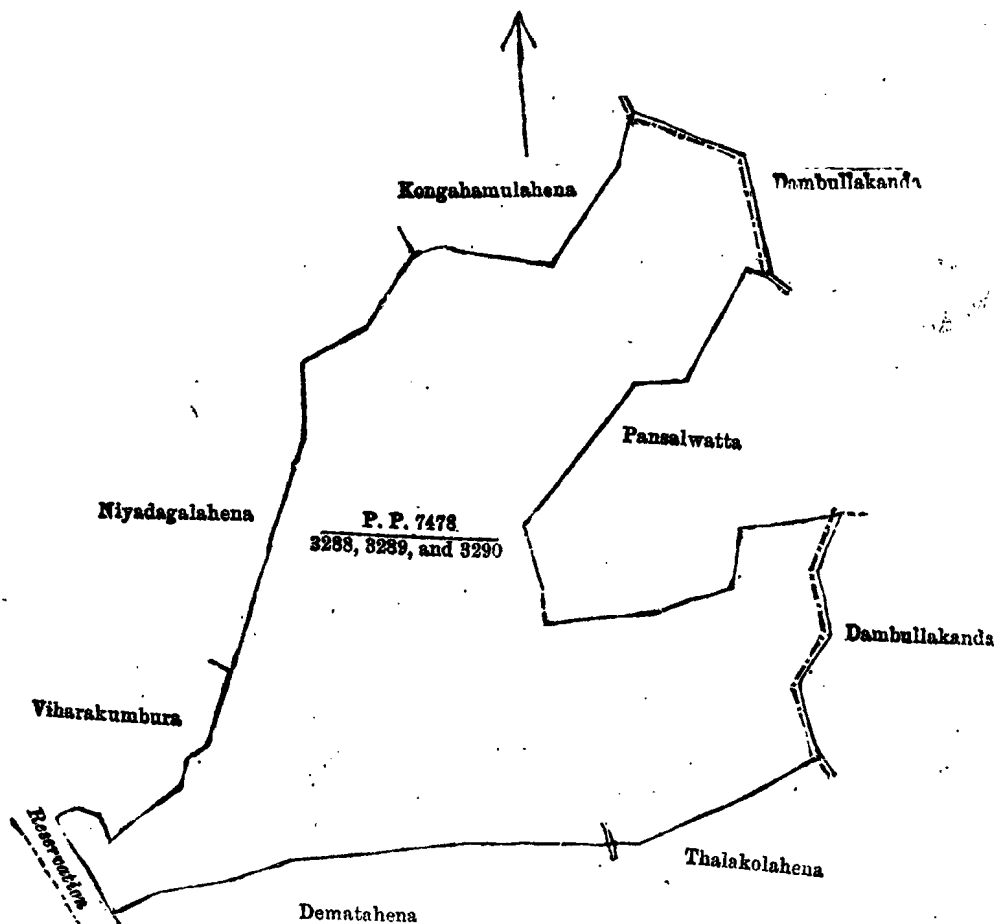 Kongahamulahena
Dambullakanda
Pansalwatta
Niyadagalahena
P. P. 7478
3288, 3289, and 3290
Dambullakanda
Viharakumbura
Reservation
Thalakolahena
Dematahena